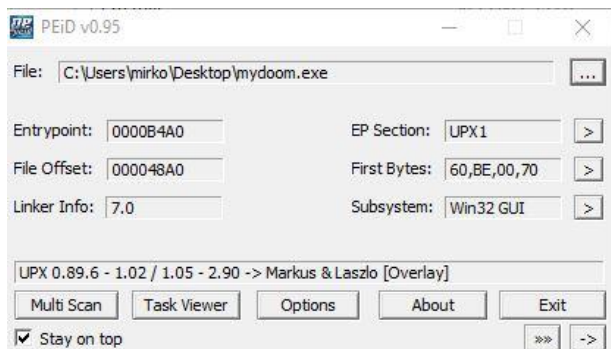 PEiD v0.95
File: C:\Users\mirko\Desktop\mydoom.exe ...
Entrypoint: 0000B4A0 EP Section: UPX1 >
File Offset: 000048A0 First Bytes: 60,BE,00,70 >
Linker Info: 7.0 Subsystem: Win32 GUI >
UPX 0.89.6 - 1.02 / 1.05 - 2.90 -> Markus & Laszlo [Overlay]
Multi Scan Task Viewer Options About Exit
Stay on top »» ->